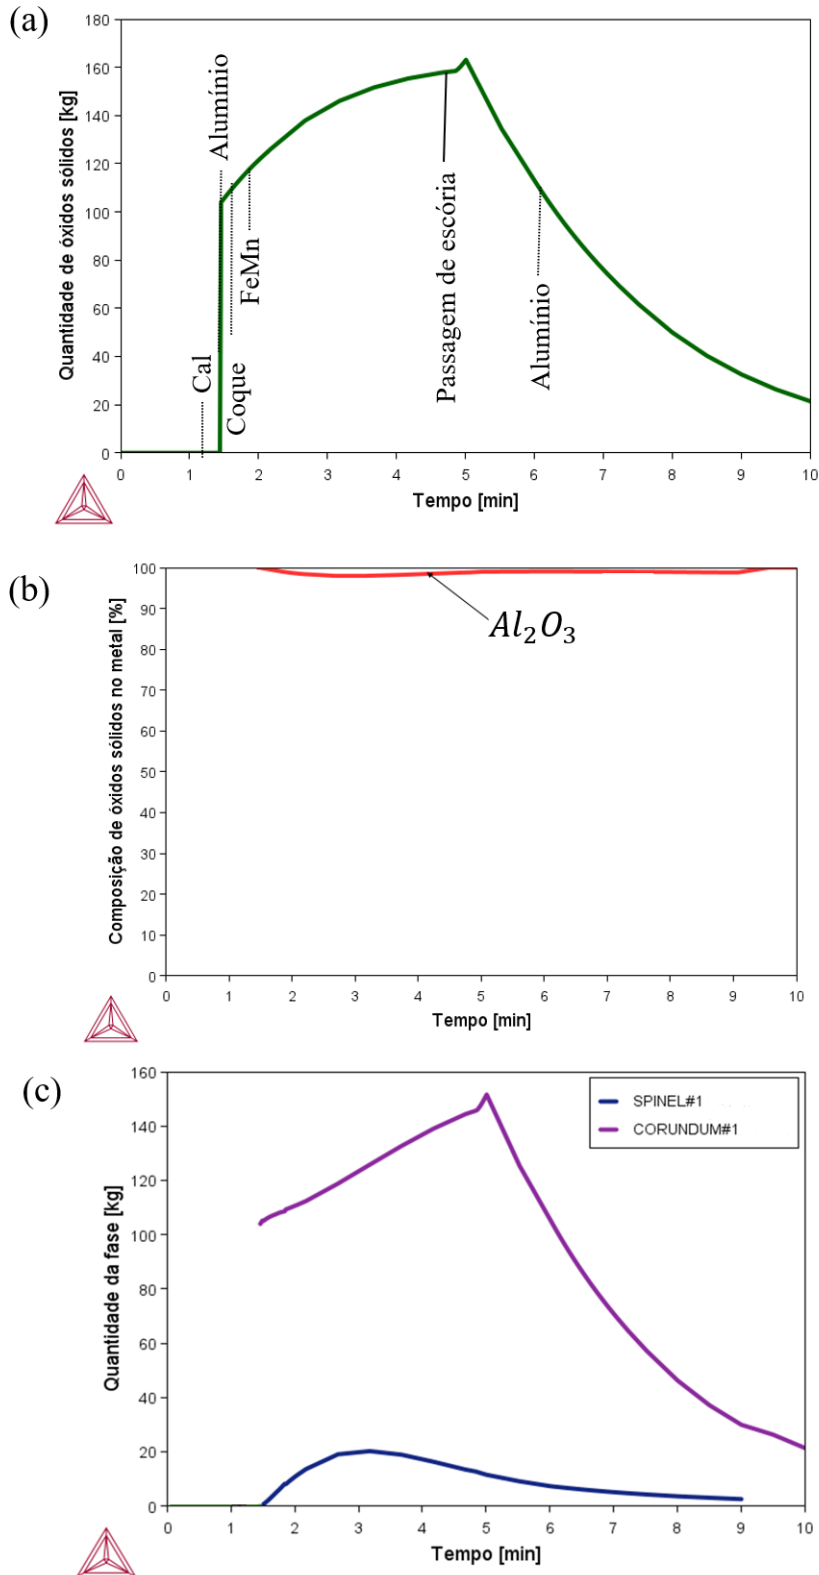 (a)
Quantidade de óxidos sólidos [kg]
180
160
140
120
100
80
60
40
20
0
Alumínio
FeMn
Cal
Coque
Passagem de escória
Alumínio
0 1 2 3 4 5 6 7 8 9 10
Tempo [min]
(b)
Composição de óxidos sólidos no metal [%]
100
90
80
70
60
50
40
30
20
10
0
Al₂O₃
0 1 2 3 4 5 6 7 8 9 10
Tempo [min]
(c)
Quantidade da fase [kg]
160
140
120
100
80
60
40
20
0
SPINEL#1
CORUNDUM#1
0 1 2 3 4 5 6 7 8 9 10
Tempo [min]